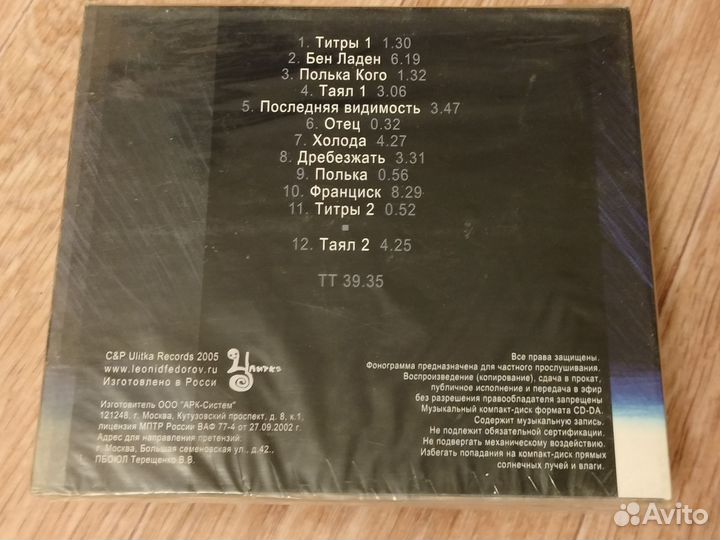 1. Титры 1 1.30
2. Бен Ладен 6.19
3. Полька Кого 1.32
4. Таял 1 3.06
5. Последняя видимость 3.47
6. Отец 0.32
7. Холода 4.27
8. Дребезжать 3.31
9. Полька 0.56
10. Франциск 8.29
11. Титры 2 0.52
12. Таял 2 4.25
TT 39.35
C&P Ulitka Records 2005
www.leonidfedorov.ru
Изготовлено в Росси
Улитка
Изготовитель ООО "АРК-Систем"
121248, г. Москва, Кутузовский проспект, д. 8, к.1,
лицензия МПТР России ВАФ 77-4 от 27.09.2002 г.
Адрес для направления претензий:
г. Москва, Большая семеновская ул., д.42.,
ПБОЮЛ Терещенко В.В.
Все права защищены.
Фонограмма предназначена для частного прослушивания.
Воспроизведение (копирование), сдача в прокат,
публичное исполнение и передача в эфир
без разрешения правообладателя запрещены
Музыкальный компакт-диск формата CD-DA.
Содержит музыкальную запись.
Не подлежит обязательной сертификации.
Не подвергать механическому воздействию.
Избегать попадания на компакт-диск прямых
солнечных лучей и влаги.
Avito